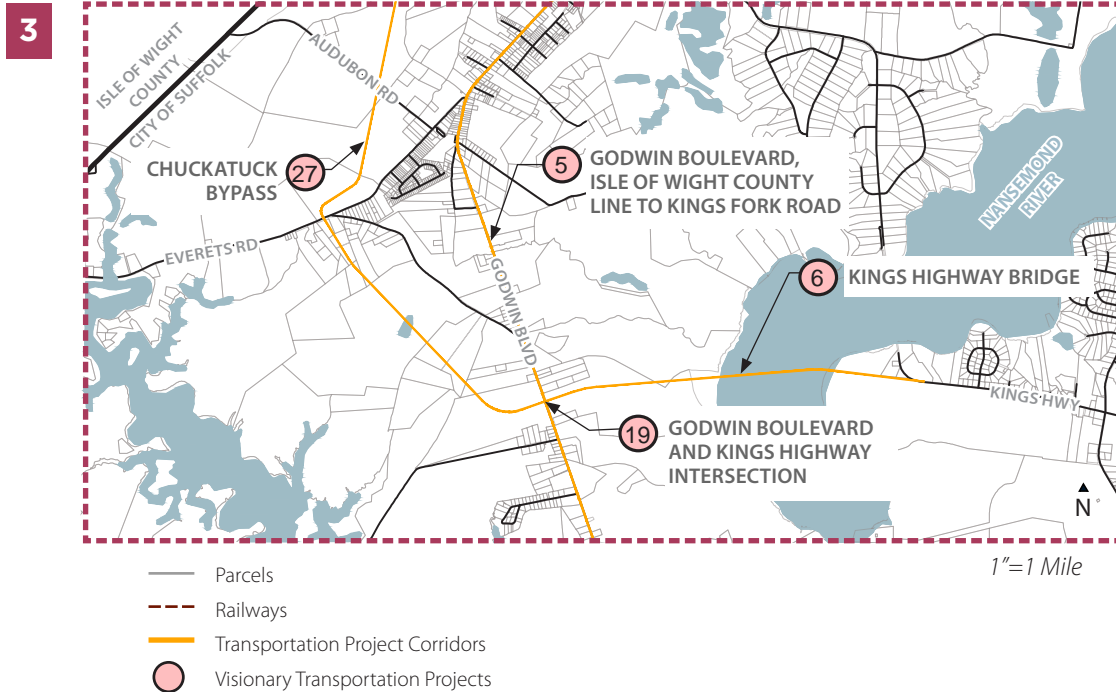 3
ISLE OF WIGHT
COUNTY
CITY OF SUFFOLK
AUDUBON RD
CHUCKATUCK
BYPASS
27
5
GODWIN BOULEVARD,
ISLE OF WIGHT COUNTY
LINE TO KINGS FORK ROAD
NANSEMOND
RIVER
EVERETS RD
GODWIN BLVD
6
KINGS HIGHWAY BRIDGE
KINGS HWY
19
GODWIN BOULEVARD
AND KINGS HIGHWAY
INTERSECTION
N
1”=1 Mile
Parcels
Railways
Transportation Project Corridors
Visionary Transportation Projects